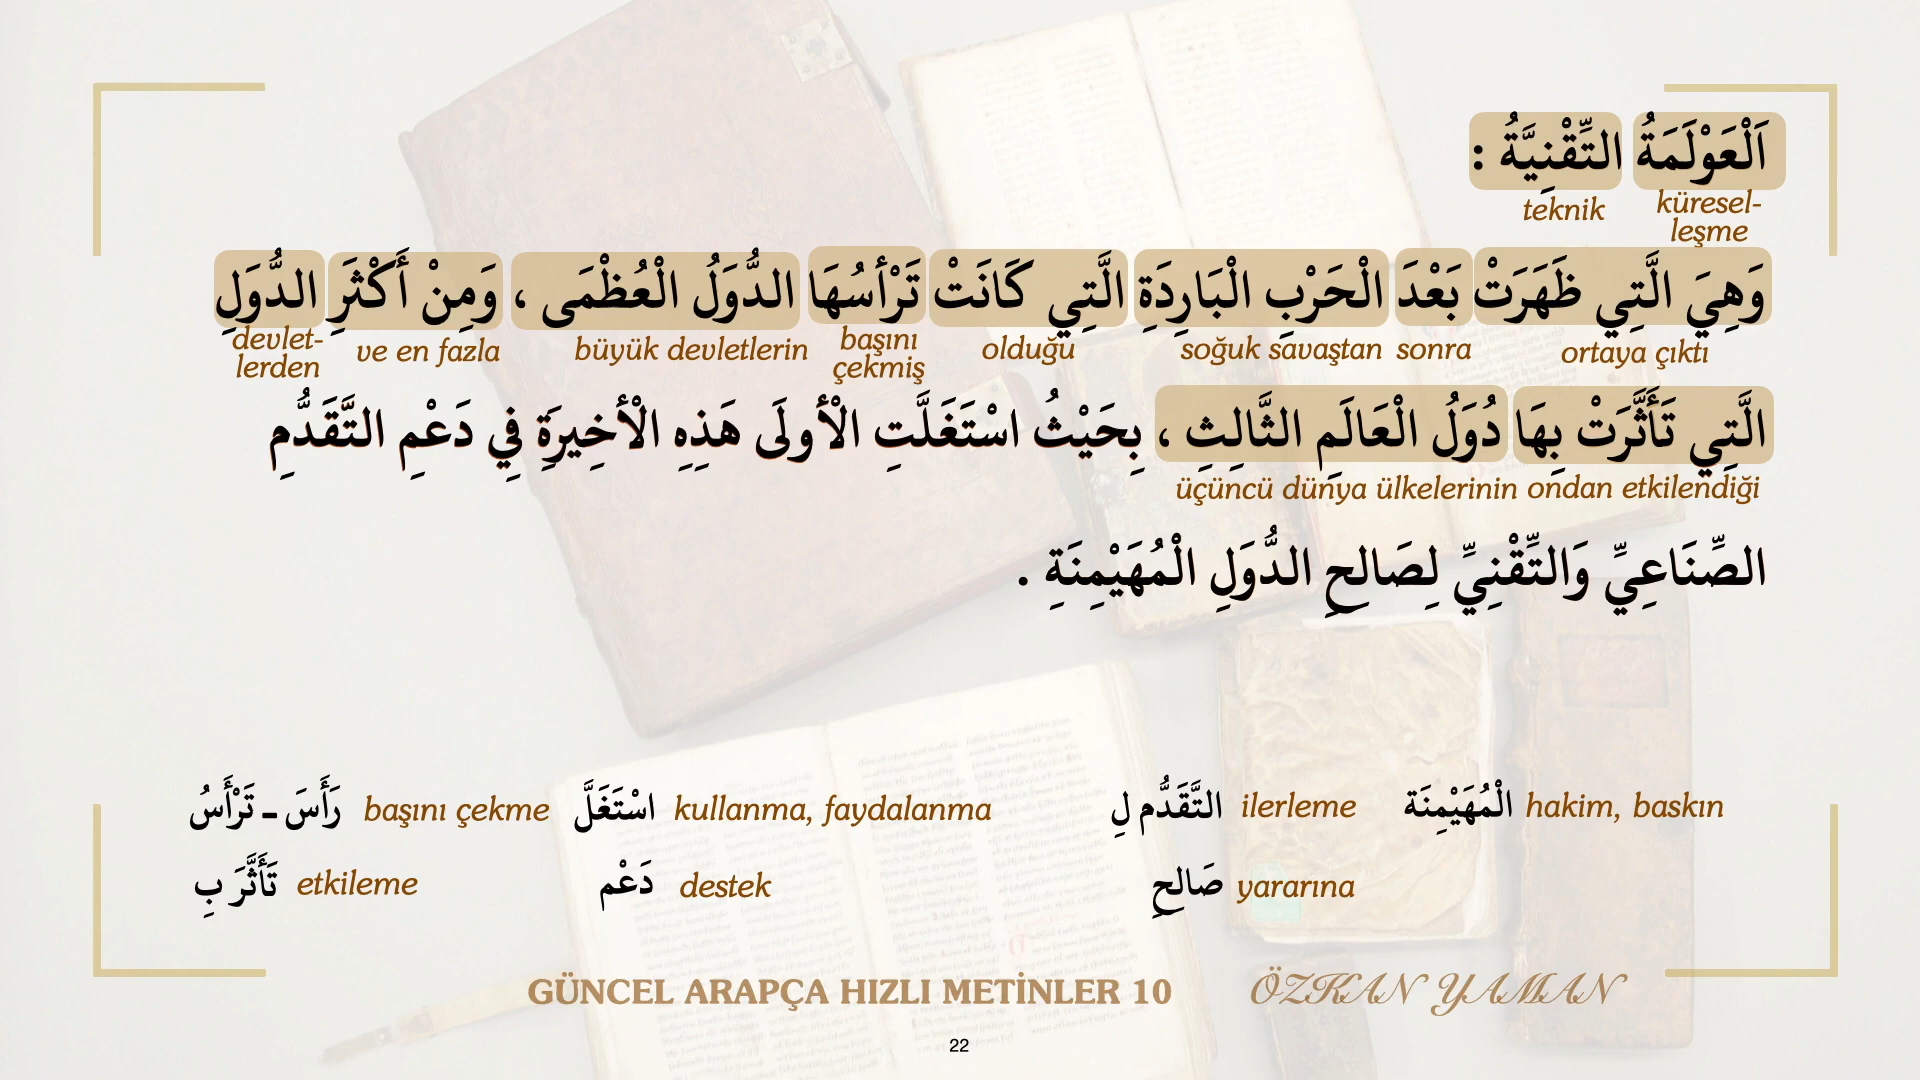 اَلْعَوْلَمَةُ التِّقْنِيَّةُ :
küresel-
leşme
teknik
وَهِيَ الَّتِي ظَهَرَتْ بَعْدَ الْحَرْبِ الْبَارِدَةِ الَّتِي كَانَتْ تَرْأَسُهَا الدُّوَلُ الْعُظْمَى ، وَمِنْ أَكْثَرِ الدُّوَلِ
ortaya çıktı
sonra
soğuk savaştan
olduğu
başını
çekmiş
büyük devletlerin
ve en fazla
devlet-
lerden
الَّتِي تَأَثَّرَتْ بِهَا دُوَلُ الْعَالَمِ الثَّالِثِ ، بِحَيْثُ اسْتَغَلَّتِ الْأولَى هَذِهِ الْأخِيرَةِ فِي دَعْمِ التَّقَدُّمِ
üçüncü dünya ülkelerinin ondan etkilendiği
الصِّنَاعِيِّ وَالتِّقْنِيِّ لِصَالِحِ الدُّوَلِ الْمُهَيْمِنَةِ .
رَأَسَ - تَرْأَسُ başını çekme اسْتَغَلَّ kullanma, faydalanma التَّقَدُّم لِ ilerleme الْمُهَيْمِنَة hakim, baskın
تَأَثَّرَ بِ etkileme دَعْم destek صَالِحِ yararına
GÜNCEL ARAPÇA HIZLI METİNLER 10 ÖZKAN YAMAN
22